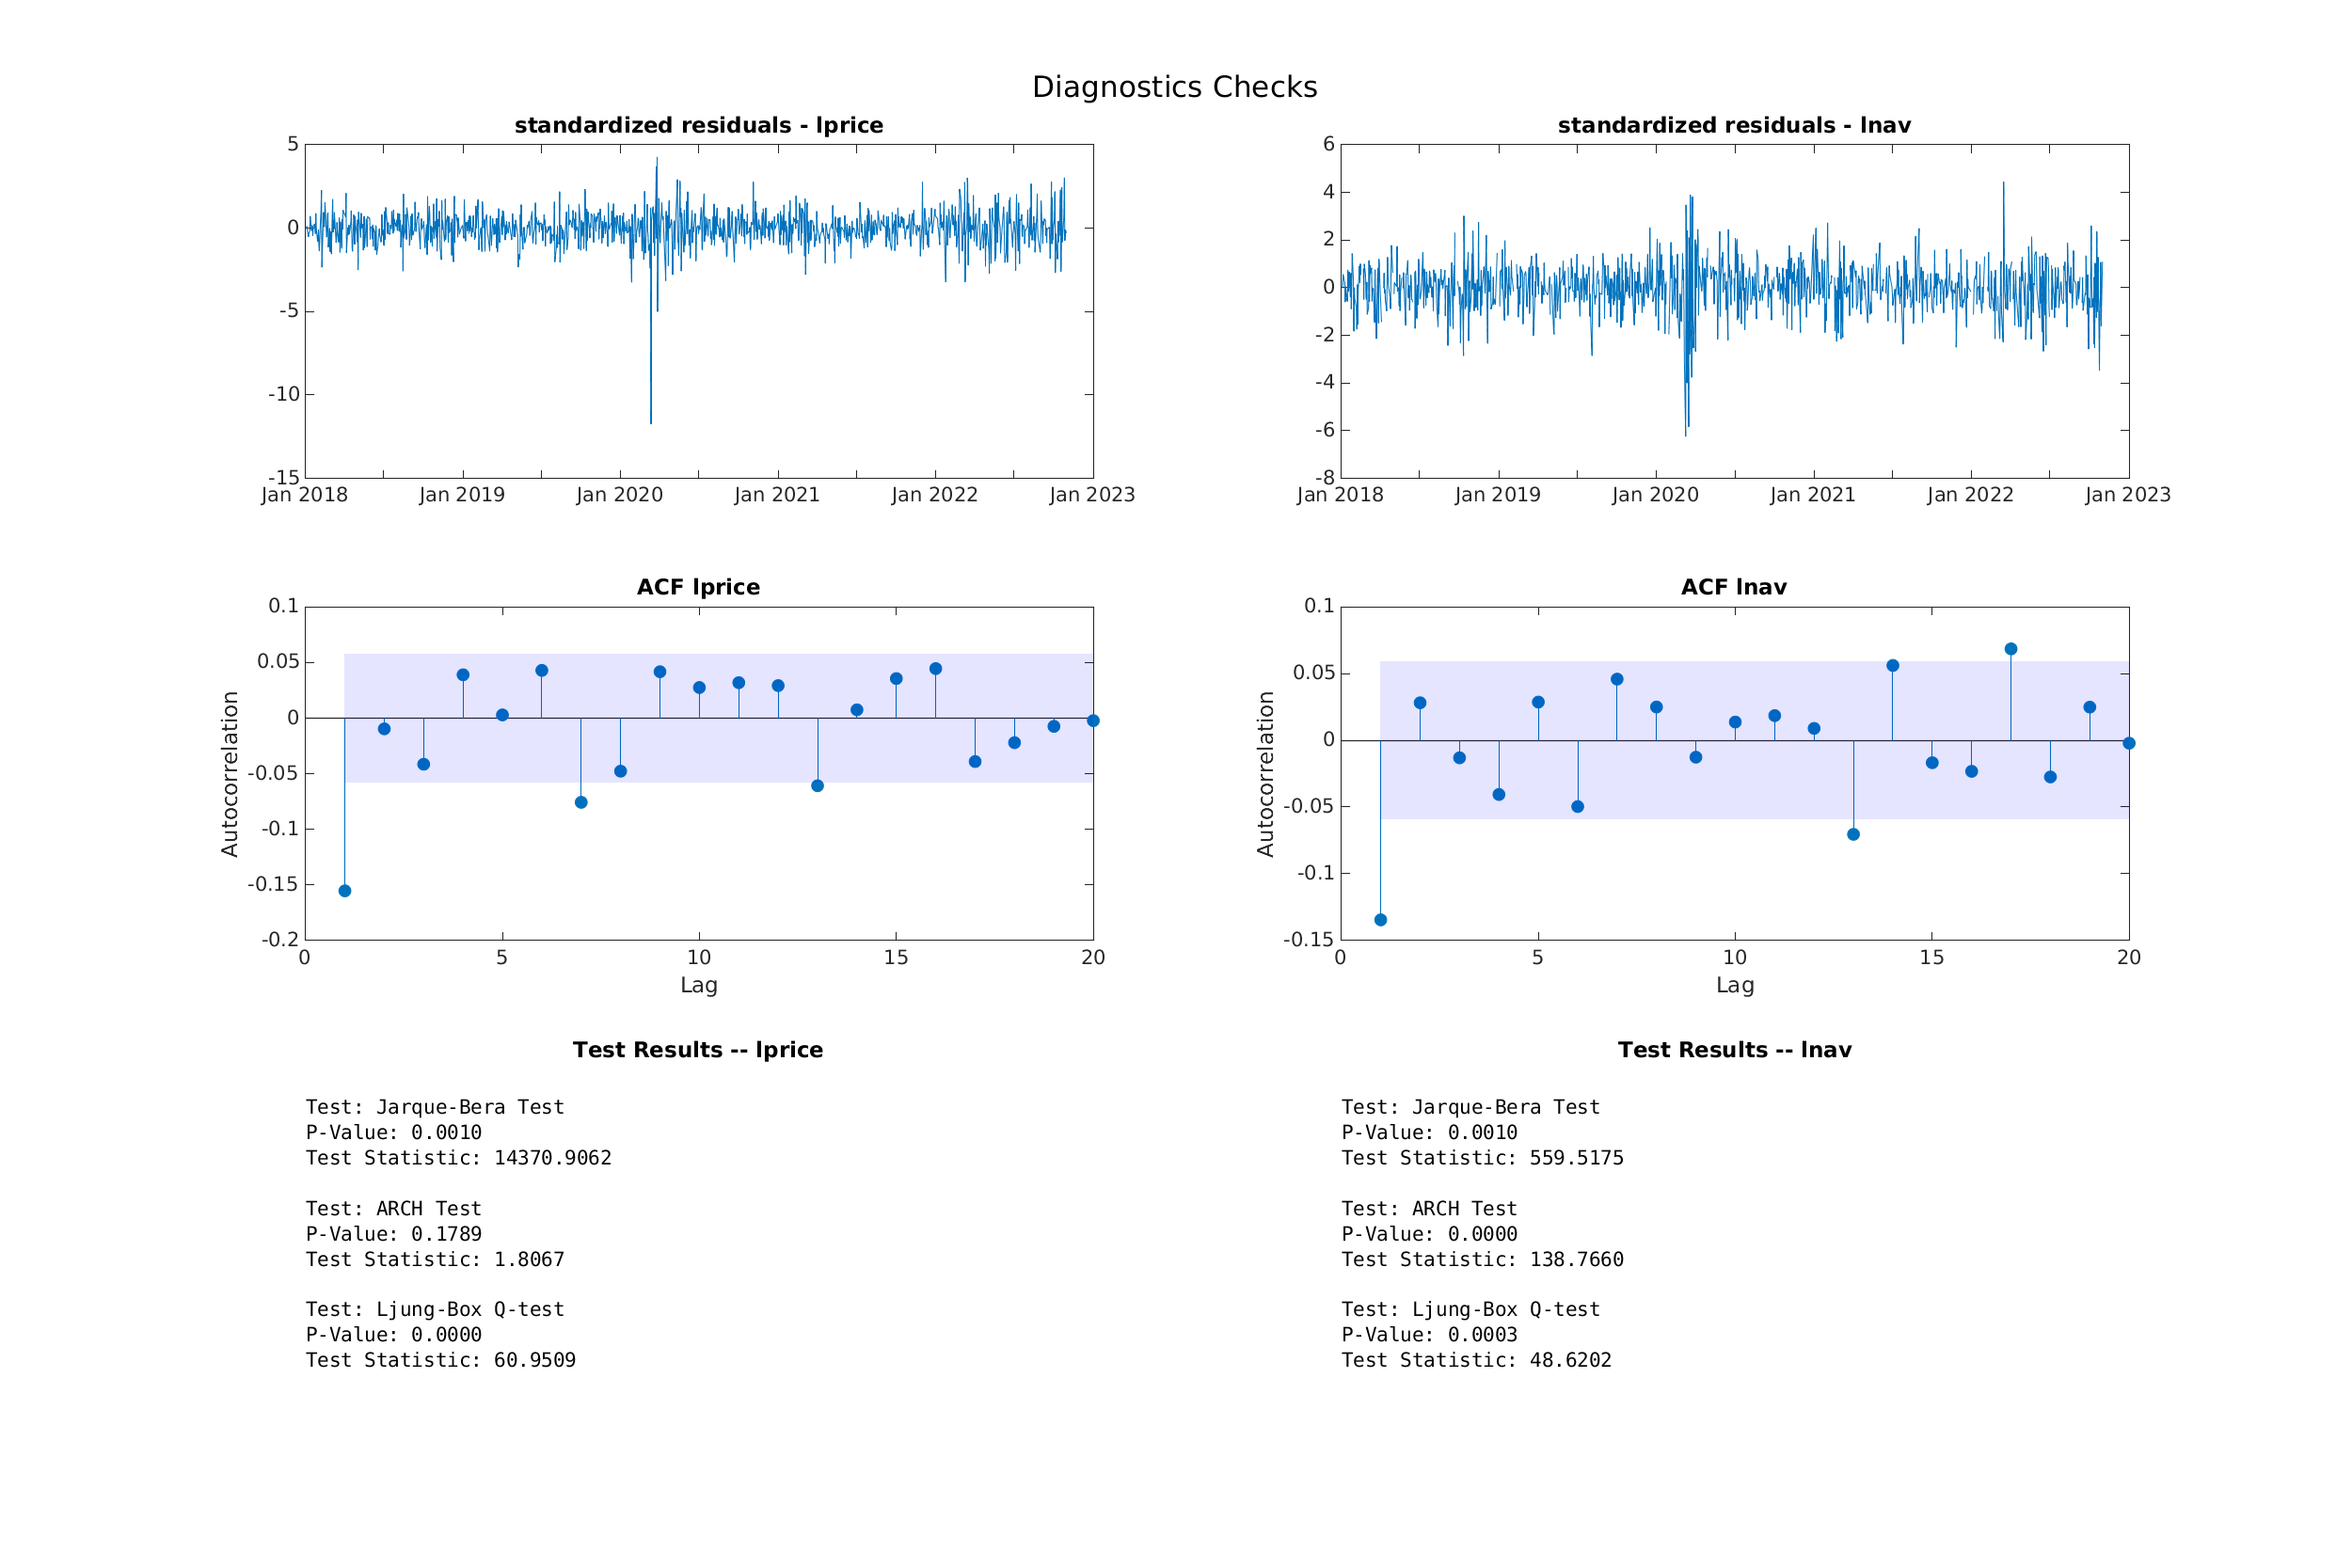 Diagnostics Checks
standardized residuals - lprice
5
0
-5
-10
-15
Jan 2018 Jan 2019 Jan 2020 Jan 2021 Jan 2022 Jan 2023
standardized residuals - lnav
6
4
2
0
-2
-4
-6
-8
Jan 2018 Jan 2019 Jan 2020 Jan 2021 Jan 2022 Jan 2023
ACF lprice
Autocorrelation
0.1
0.05
0
-0.05
-0.1
-0.15
-0.2
0 5 10 15 20
Lag
ACF lnav
Autocorrelation
0.1
0.05
0
-0.05
-0.1
-0.15
0 5 10 15 20
Lag
Test Results -- lprice
Test: Jarque-Bera Test
P-Value: 0.0010
Test Statistic: 14370.9062
Test: ARCH Test
P-Value: 0.1789
Test Statistic: 1.8067
Test: Ljung-Box Q-test
P-Value: 0.0000
Test Statistic: 60.9509
Test Results -- lnav
Test: Jarque-Bera Test
P-Value: 0.0010
Test Statistic: 559.5175
Test: ARCH Test
P-Value: 0.0000
Test Statistic: 138.7660
Test: Ljung-Box Q-test
P-Value: 0.0003
Test Statistic: 48.6202